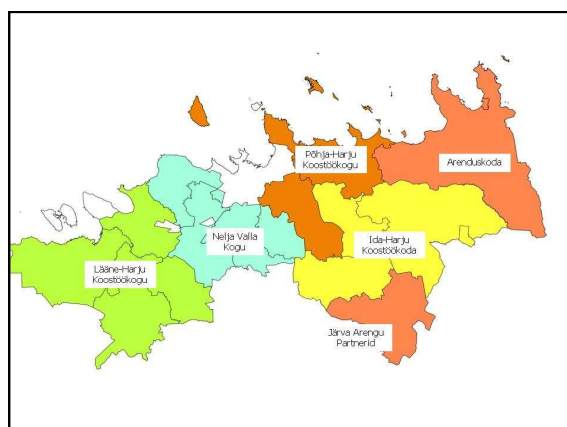 Põhja-Harju
Koostöökogu
Arenduskoda
Nelja Valla
Kogu
Ida-Harju
Koostöökoda
Lääne-Harju
Koostöökogu
Järva Arengu
Partnerid